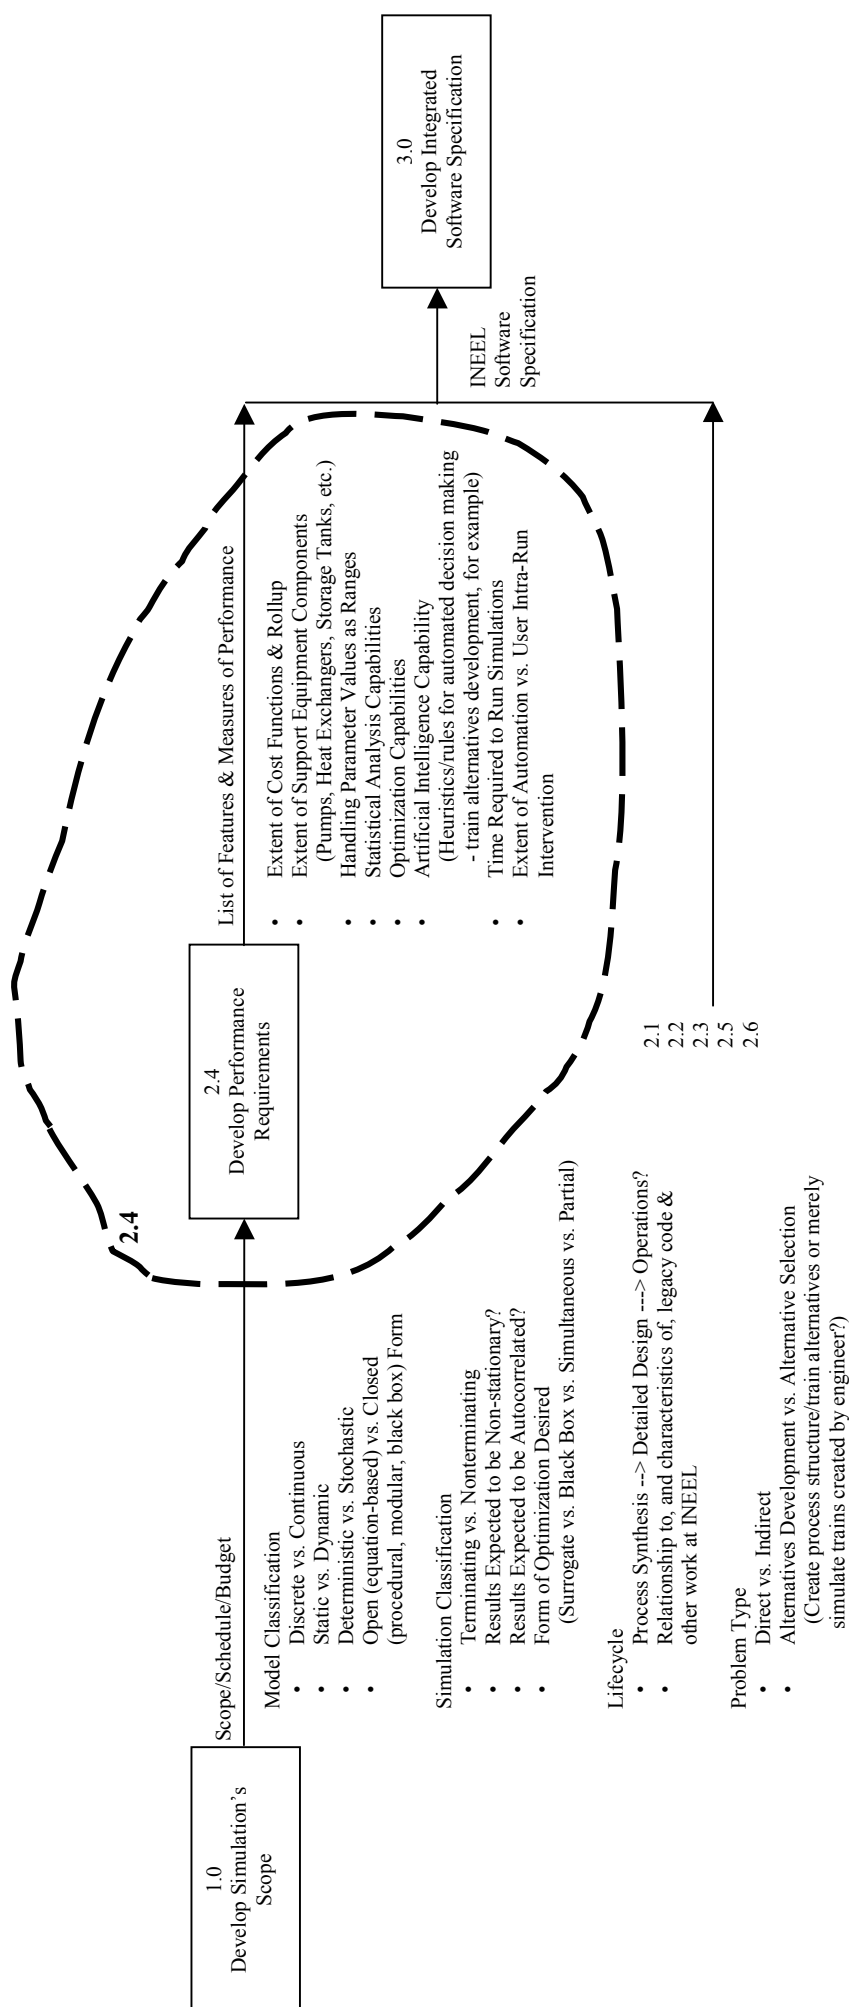 1.0
Develop Simulation's
Scope
Scope/Schedule/Budget
Model Classification
• Discrete vs. Continuous
• Static vs. Dynamic
• Deterministic vs. Stochastic
• Open (equation-based) vs. Closed
(procedural, modular, black box) Form
Simulation Classification
• Terminating vs. Nonterminating
• Results Expected to be Non-stationary?
• Results Expected to be Autocorrelated?
• Form of Optimization Desired
(Surrogate vs. Black Box vs. Simultaneous vs. Partial)
Lifecycle
• Process Synthesis --> Detailed Design ---> Operations?
• Relationship to, and characteristics of, legacy code &
other work at INEEL
Problem Type
• Direct vs. Indirect
• Alternatives Development vs. Alternative Selection
(Create process structure/train alternatives or merely
simulate trains created by engineer?)
2.4
2.4
Develop Performance
Requirements
List of Features & Measures of Performance
• Extent of Cost Functions & Rollup
• Extent of Support Equipment Components
(Pumps, Heat Exchangers, Storage Tanks, etc.)
• Handling Parameter Values as Ranges
• Statistical Analysis Capabilities
• Optimization Capabilities
• Artificial Intelligence Capability
(Heuristics/rules for automated decision making
- train alternatives development, for example)
• Time Required to Run Simulations
• Extent of Automation vs. User Intra-Run
Intervention
2.1
2.2
2.3
2.5
2.6
INEEL
Software
Specification
3.0
Develop Integrated
Software Specification